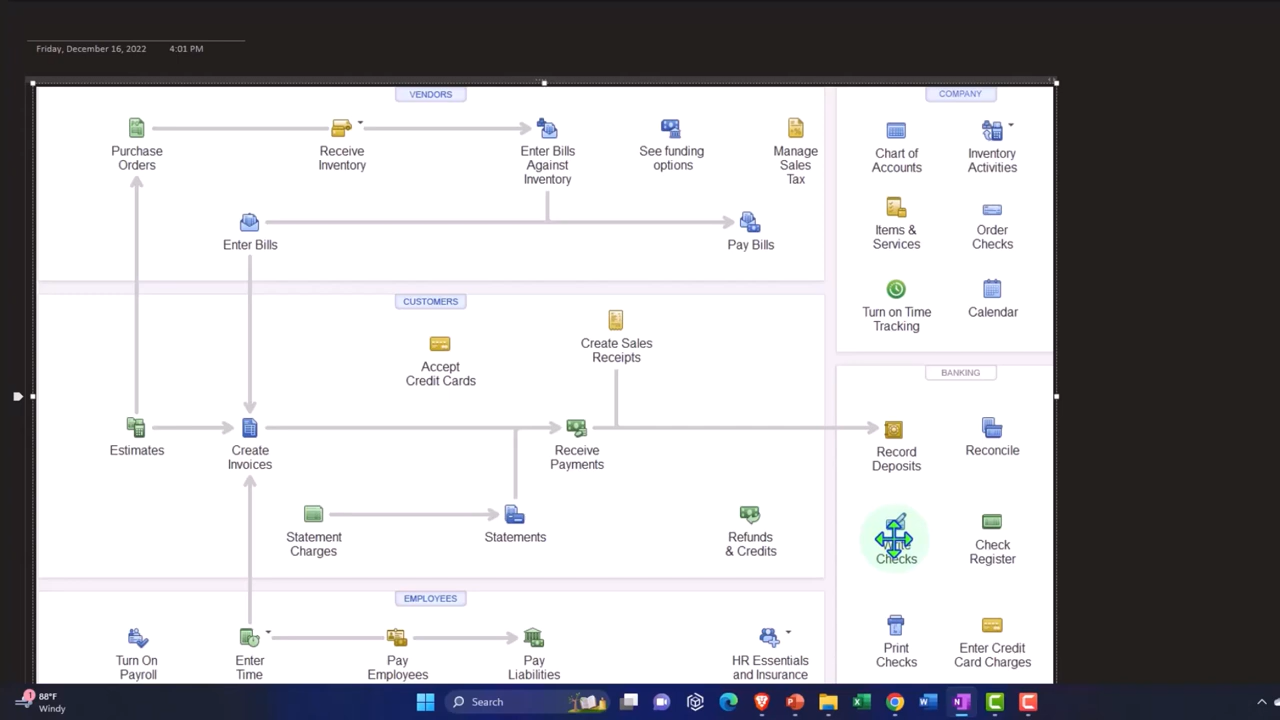 Friday, December 16, 2022 4:01 PM
VENDORS
COMPANY
Purchase
Orders
Receive
Inventory
Enter Bills
Against
Inventory
See funding
options
Manage
Sales
Tax
Chart of
Accounts
Inventory
Activities
Enter Bills
Pay Bills
Items &
Services
Order
Checks
Turn on Time
Tracking
Calendar
CUSTOMERS
Accept
Credit Cards
Create Sales
Receipts
BANKING
Estimates
Create
Invoices
Receive
Payments
Record
Deposits
Reconcile
Statement
Charges
Statements
Refunds
& Credits
Checks
Check
Register
EMPLOYEES
Turn On
Payroll
Enter
Time
Pay
Employees
Pay
Liabilities
HR Essentials
and Insurance
Print
Checks
Enter Credit
Card Charges
1
88°F
Windy
Search